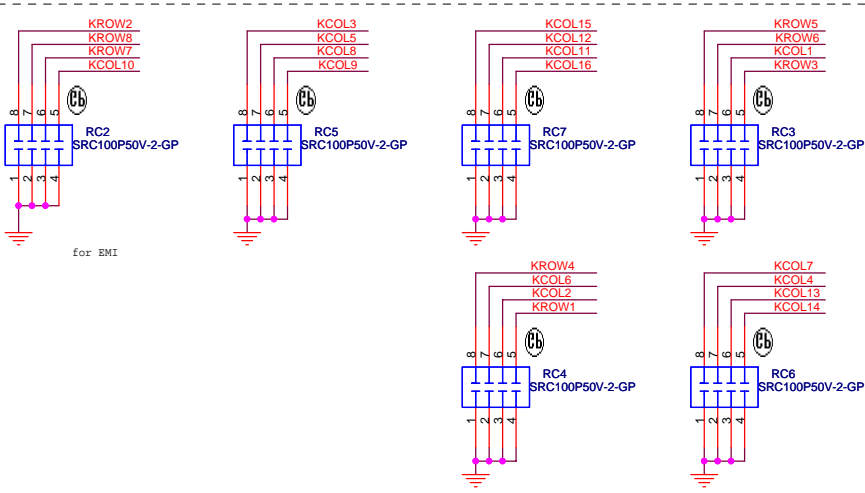 KROW2
KROW8
KROW7
KCOL10
8 7 6 5
RC2
SRC100P50V-2-GP
1 2 3 4
KCOL3
KCOL5
KCOL8
KCOL9
8 7 6 5
RC5
SRC100P50V-2-GP
1 2 3 4
KCOL15
KCOL12
KCOL11
KCOL16
8 7 6 5
RC7
SRC100P50V-2-GP
1 2 3 4
KROW5
KROW6
KCOL1
KROW3
8 7 6 5
RC3
SRC100P50V-2-GP
1 2 3 4
for EMI
KROW4
KCOL6
KCOL2
KROW1
8 7 6 5
RC4
SRC100P50V-2-GP
1 2 3 4
KCOL7
KCOL4
KCOL13
KCOL14
8 7 6 5
RC6
SRC100P50V-2-GP
1 2 3 4